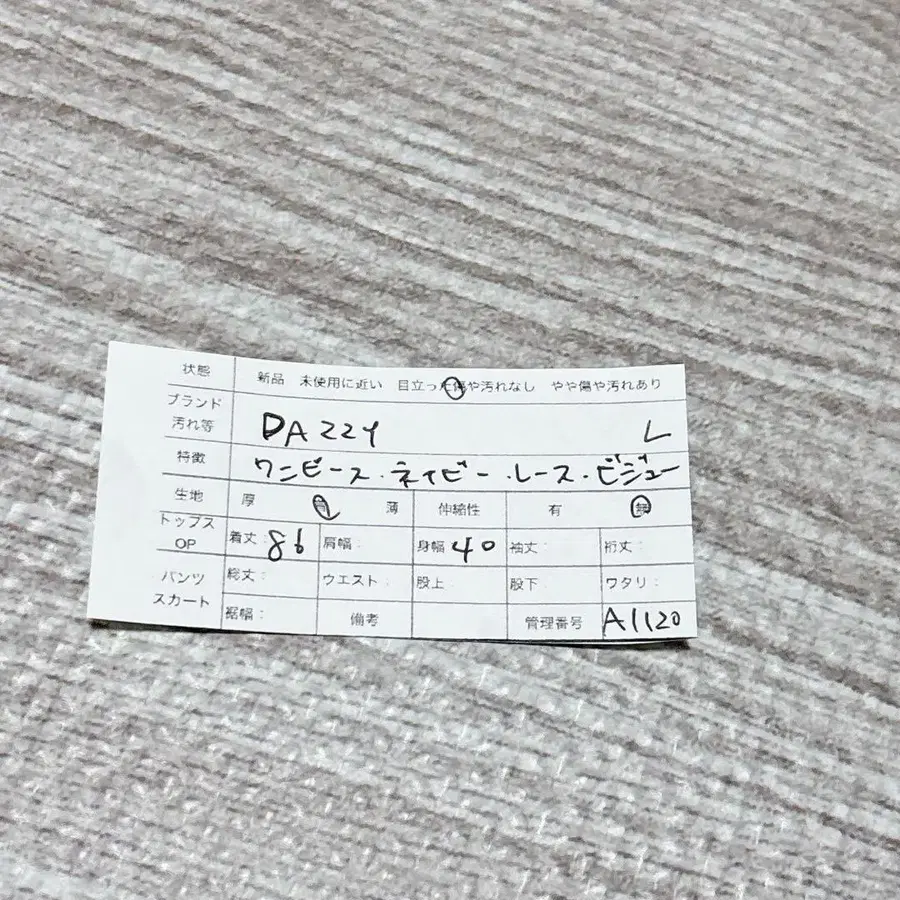 状態 新品 未使用に近い 目立った傷や汚れなし やや傷や汚れあり
ブランド
汚れ等 DAZZY L
特徴 ワンピース・ネイビー・レース・ビジュー
生地 厚 薄 伸縮性 有 無
トップス
OP 着丈: 86 肩幅: 身幅 40 袖丈: 裄丈:
パンツ
スカート 総丈: ウエスト: 股上 股下 ワタリ:
裾幅: 備考 管理番号 A1120